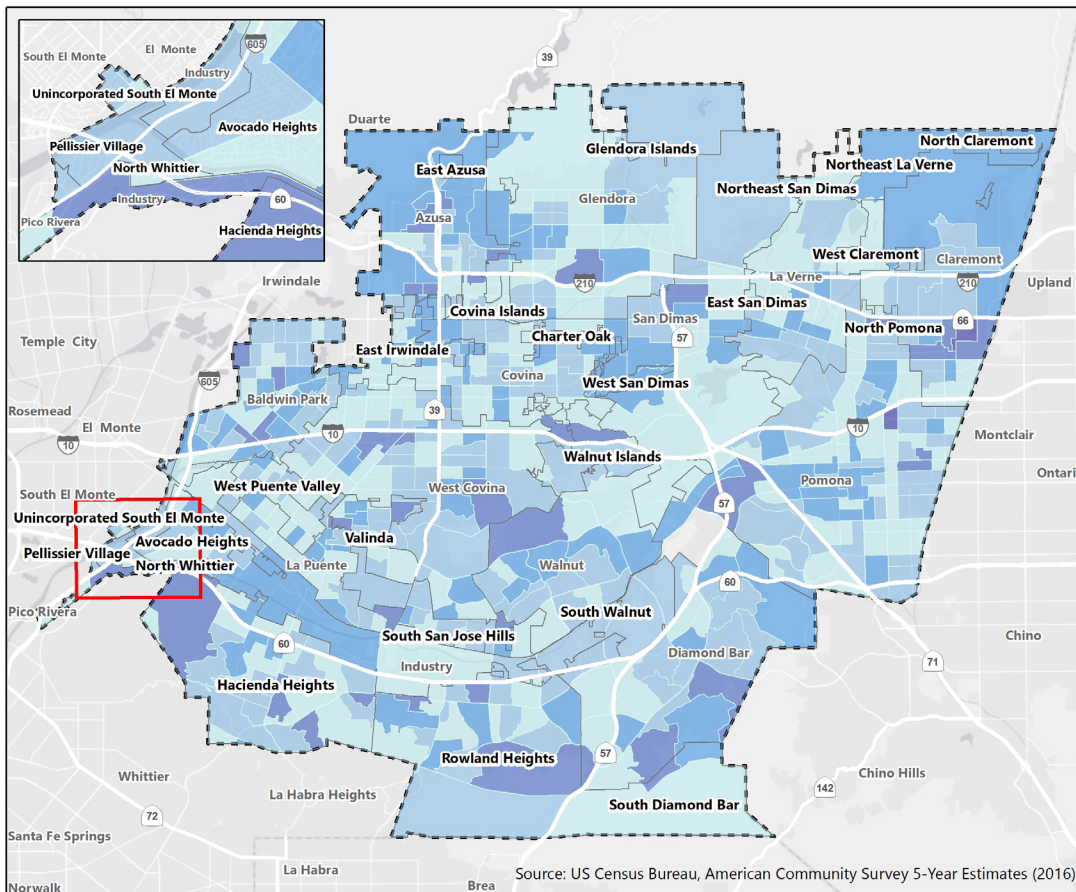 605
South El Monte
El Monte
Industry
Unincorporated South El Monte
Avocado Heights
Pellissier Village
North Whittier
Industry
60
Pico Rivera
Hacienda Heights
39
Duarte
Glendora Islands
North Claremont
East Azusa
Northeast La Verne
Northeast San Dimas
Glendora
Azusa
West Claremont
Claremont
Irwindale
210
La Verne
210
Upland
Covina Islands
East San Dimas
San Dimas
North Pomona
66
Temple City
Charter Oak
57
East Irwindale
Covina
West San Dimas
605
Baldwin Park
39
Rosemead
El Monte
10
10
10
Montclair
Walnut Islands
South El Monte
West Puente Valley
West Covina
Pomona
Ontari
57
Unincorporated South El Monte
Avocado Heights
Valinda
Pellissier Village
North Whittier
La Puente
Walnut
60
Pico Rivera
South Walnut
South San Jose Hills
Chino
60
Industry
Diamond Bar
71
Hacienda Heights
Rowland Heights
57
Whittier
La Habra Heights
Chino Hills
142
South Diamond Bar
72
Santa Fe Springs
La Habra
Source: US Census Bureau, American Community Survey 5-Year Estimates (2016)
Norwalk
Brea